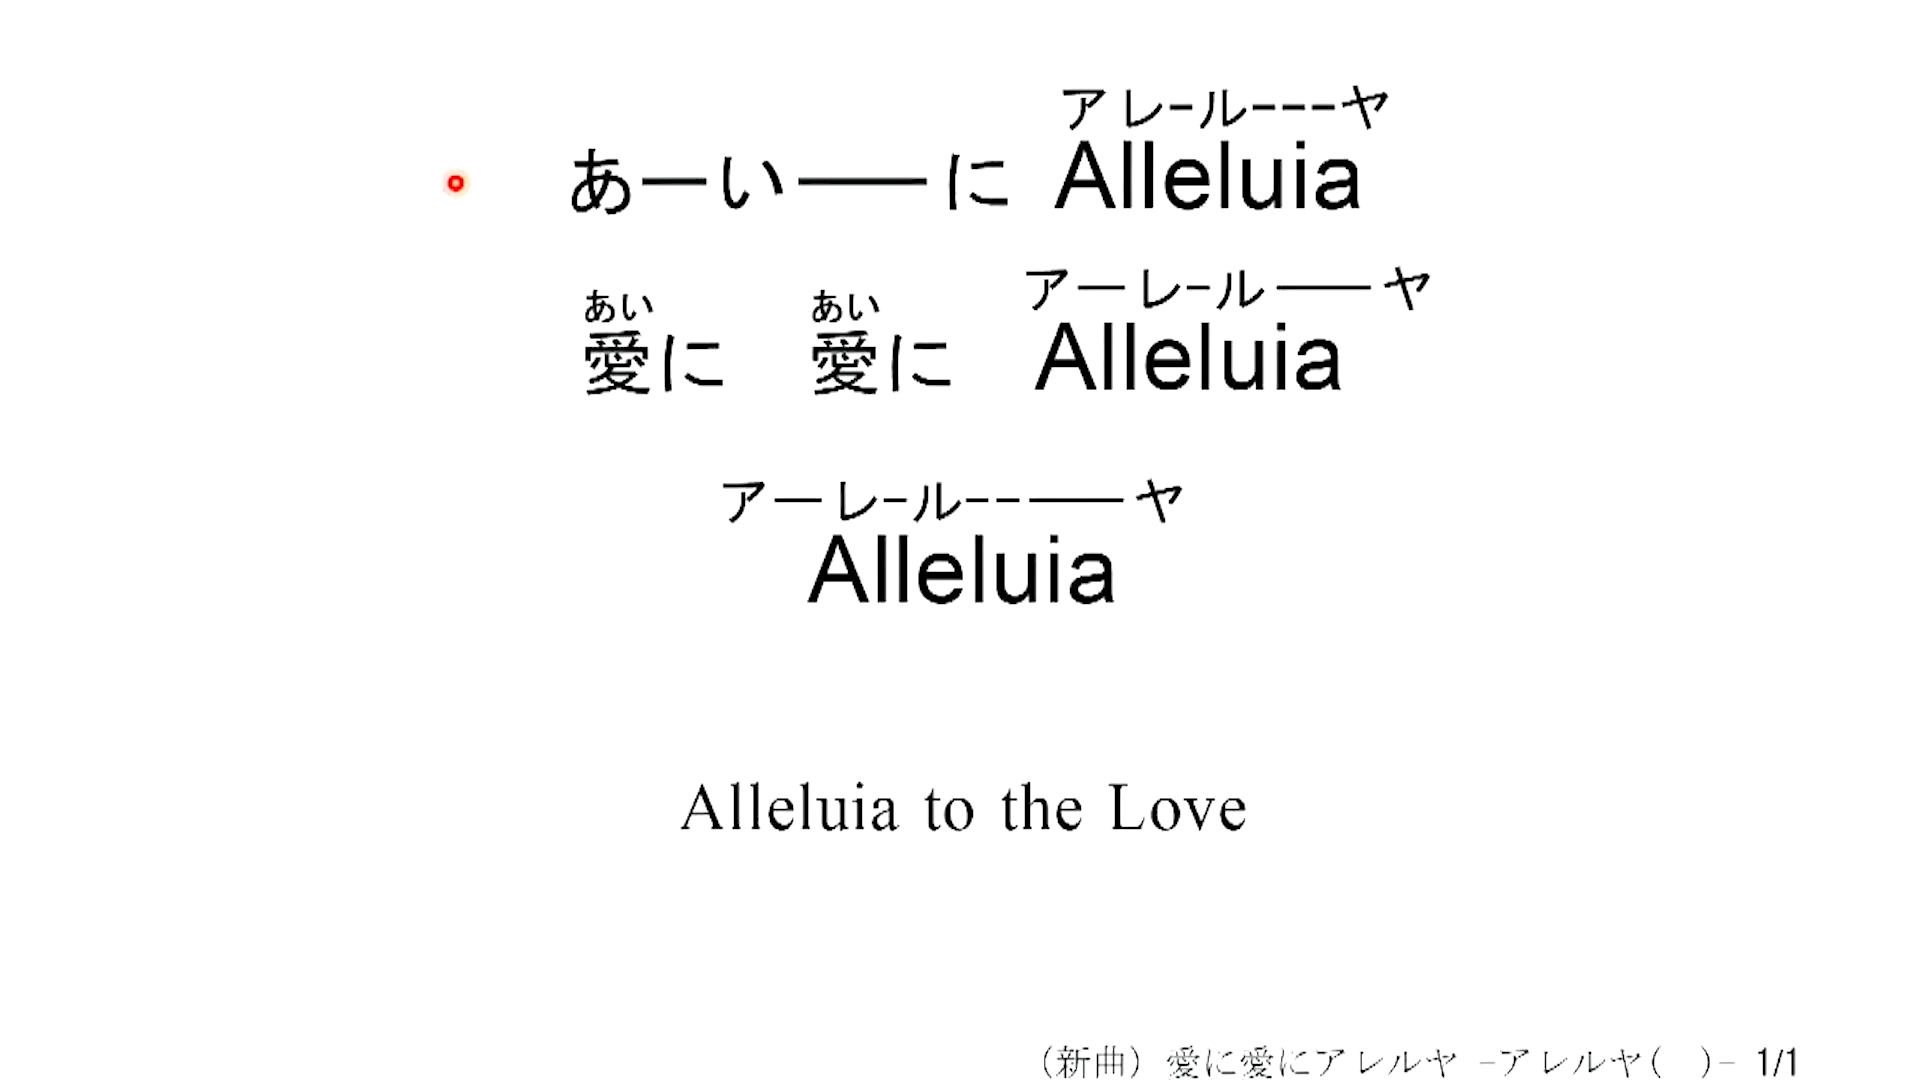 アレ-ル---ヤ
あーい――に Alleluia
あい あい アーレ-ル――ヤ
愛に 愛に Alleluia
アーレ-ル--――ヤ
Alleluia
Alleluia to the Love
(新曲) 愛に愛にアレルヤ -アレルヤ( )- 1/1